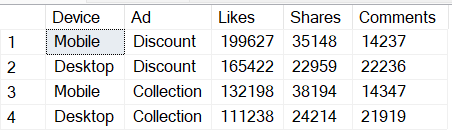 Device Ad Likes Shares Comments
1 Mobile Discount 199627 35148 14237
2 Desktop Discount 165422 22959 22236
3 Mobile Collection 132198 38194 14347
4 Desktop Collection 111238 24214 21919